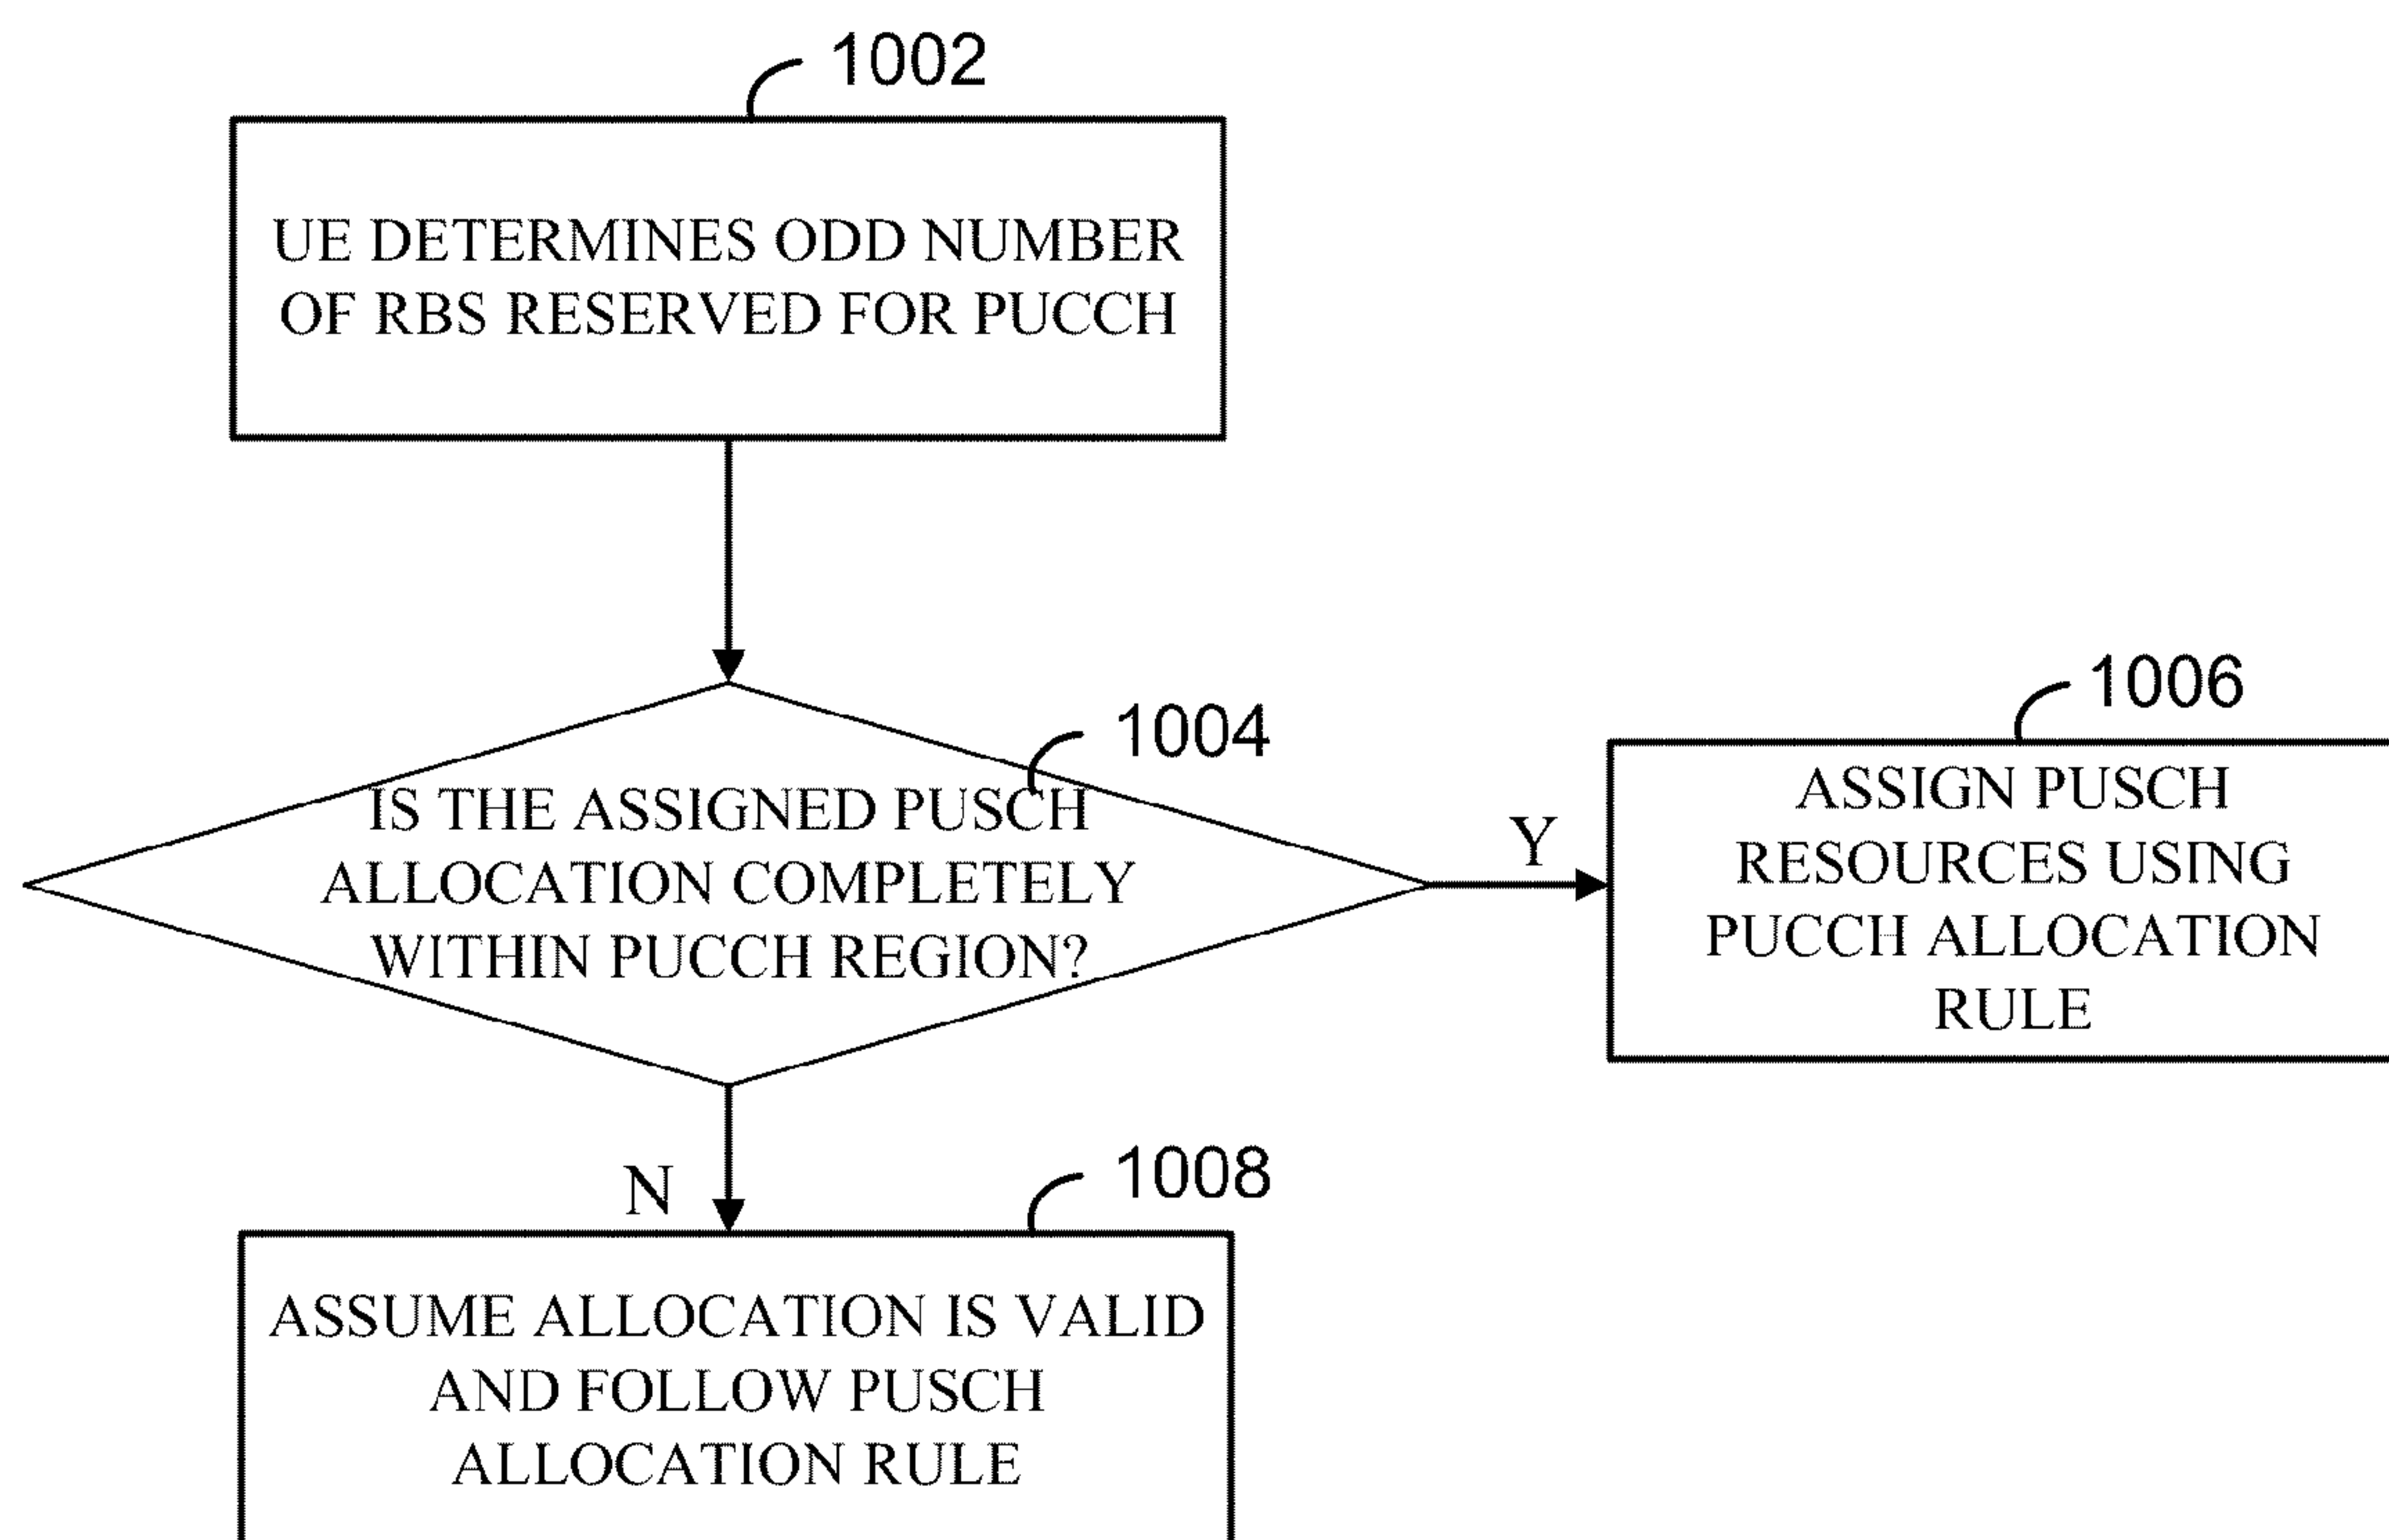 1002
UE DETERMINES ODD NUMBER
OF RBS RESERVED FOR PUCCH
1004
IS THE ASSIGNED PUSCH
ALLOCATION COMPLETELY
WITHIN PUCCH REGION?
Y
1006
ASSIGN PUSCH
RESOURCES USING
PUCCH ALLOCATION
RULE
N
1008
ASSUME ALLOCATION IS VALID
AND FOLLOW PUSCH
ALLOCATION RULE